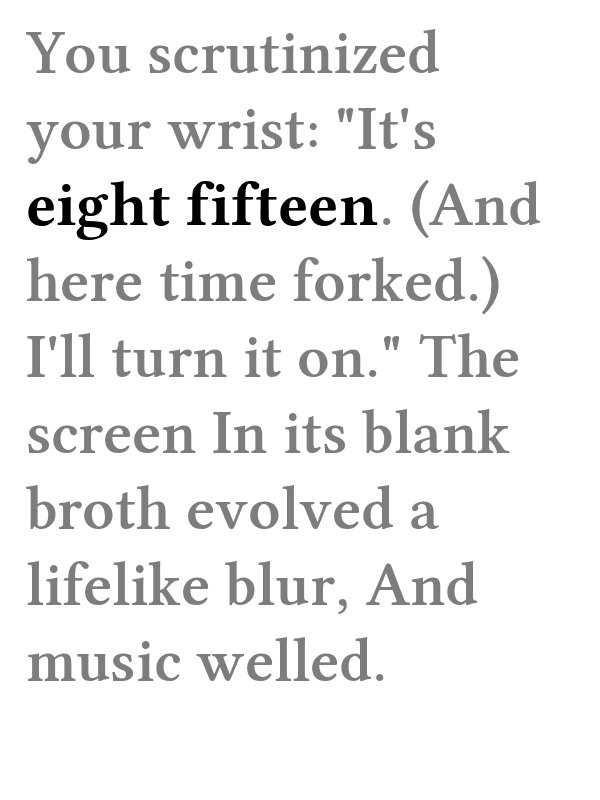 You scrutinized
your wrist: "It's
eight fifteen. (And
here time forked.)
I'll turn it on." The
screen In its blank
broth evolved a
lifelike blur, And
music welled.